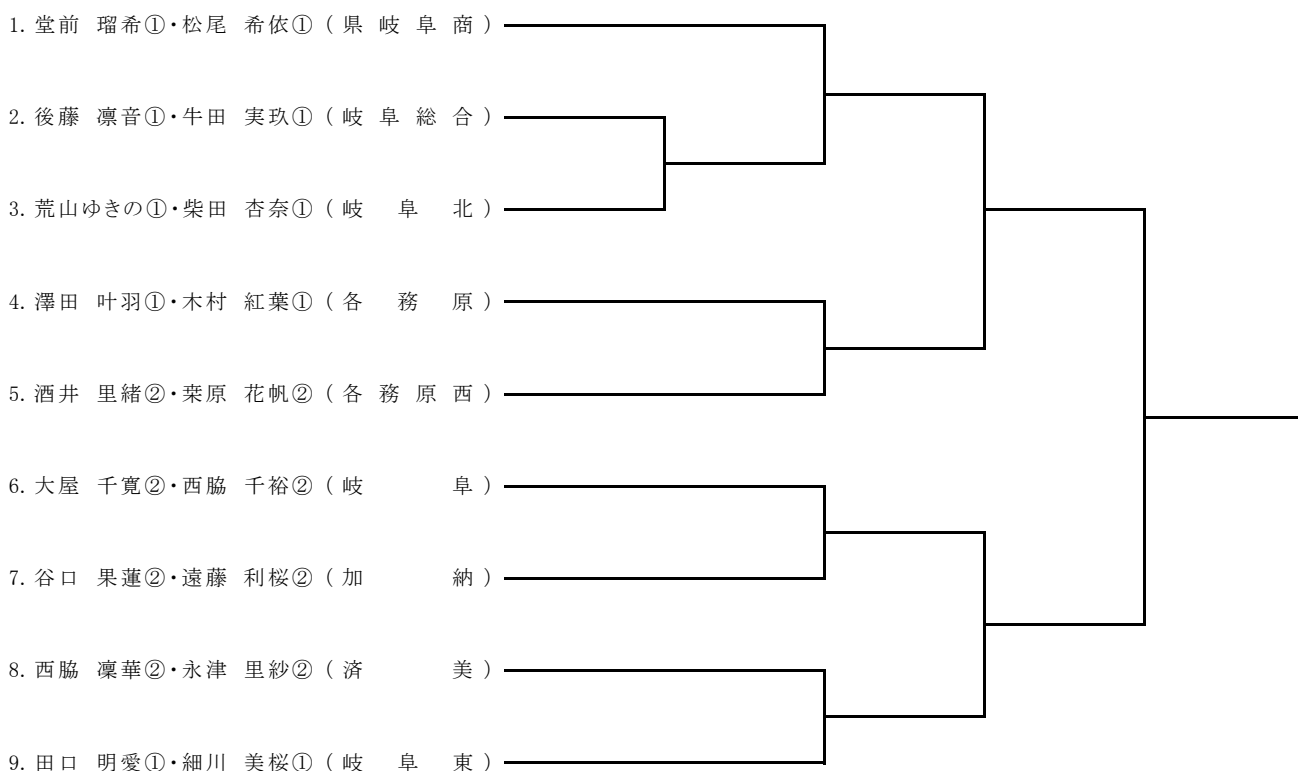 1. 堂前 瑠希①・松尾 希依① ( 県 岐 阜 商 )
2. 後藤 凛音①・牛田 実玖① ( 岐 阜 総 合 )
3. 荒山ゆきの①・柴田 杏奈① ( 岐 阜 北 )
4. 澤田 叶羽①・木村 紅葉① ( 各 務 原 )
5. 酒井 里緒②・桒原 花帆② ( 各 務 原 西 )
6. 大屋 千寛②・西脇 千裕② ( 岐 阜 )
7. 谷口 果蓮②・遠藤 利桜② ( 加 納 )
8. 西脇 凜華②・永津 里紗② ( 済 美 )
9. 田口 明愛①・細川 美桜① ( 岐 阜 東 )